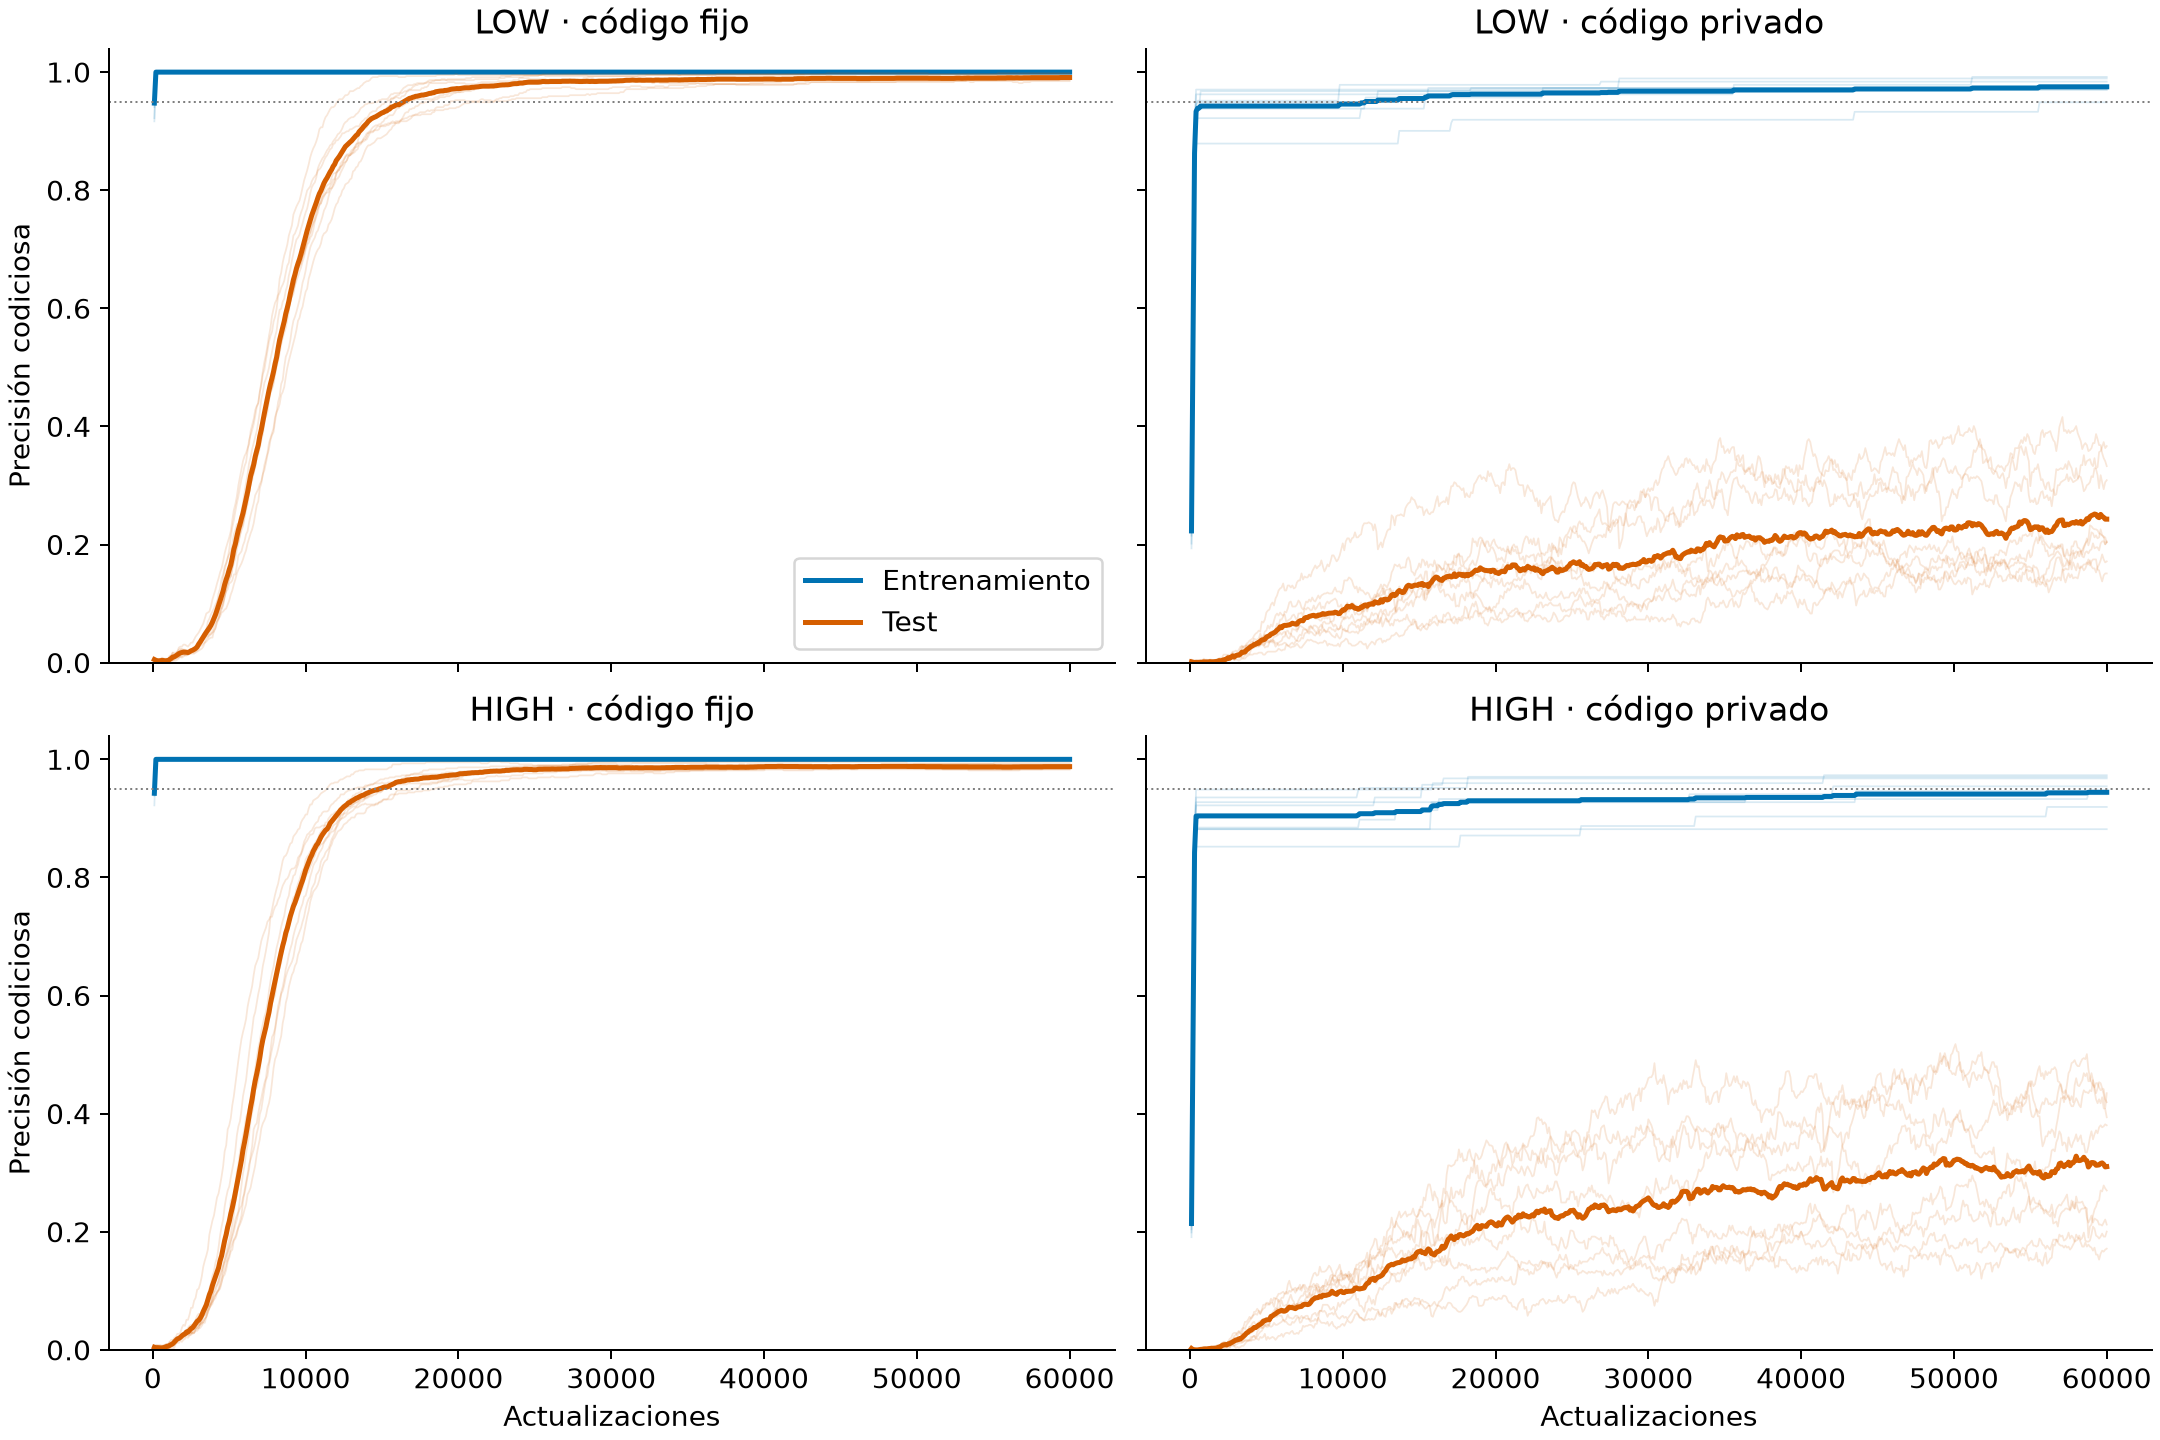 LOW · código fijo
LOW · código privado
Precisión codiciosa
1.0
0.8
0.6
0.4
0.2
0.0
Entrenamiento
Test
HIGH · código fijo
HIGH · código privado
Precisión codiciosa
1.0
0.8
0.6
0.4
0.2
0.0
0 10000 20000 30000 40000 50000 60000
0 10000 20000 30000 40000 50000 60000
Actualizaciones
Actualizaciones